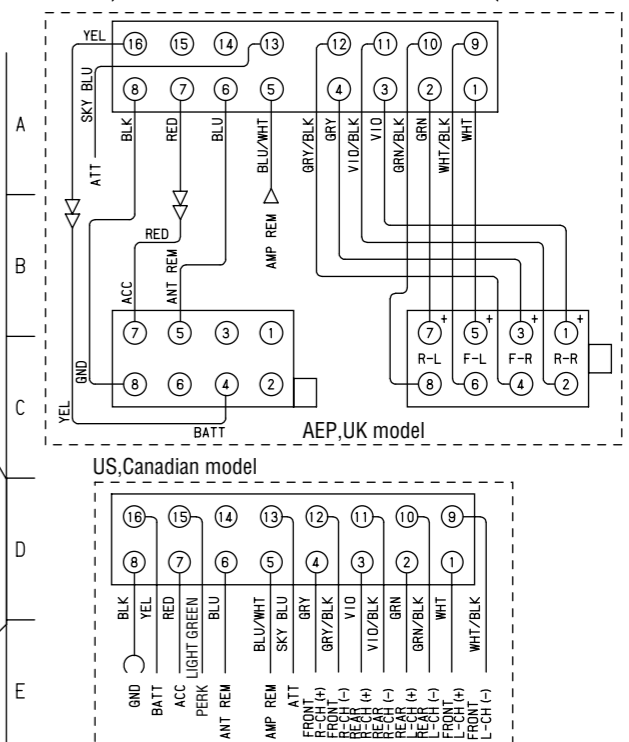 YEL
16 15 14 13 12 11 10 9
8 7 6 5 4 3 2 1
SKY BLU
ATT
BLK
RED
BLU
BLU/WHT
GRY/BLK
GRY
VIO/BLK
VIO
GRN/BLK
GRN
WHT/BLK
WHT
A
B
C
D
E
RED
ACC
ANT REM
AMP REM
7 5 3 1
8 6 4 2
GND
YEL
BATT
7 + 5 + 3 + 1 +
R-L F-L F-R R-R
8 6 4 2
AEP,UK model
US,Canadian model
16 15 14 13 12 11 10 9
8 7 6 5 4 3 2 1
BLK
YEL
RED
LIGHT GREEN
BLU
BLU/WHT
SKY BLU
GRY
GRY/BLK
VIO
VIO/BLK
GRN
GRN/BLK
WHT
WHT/BLK
GND
BATT
ACC
PERK
ANT REM
AMP REM
ATT
FRONT
R-CH (+)
FRONT
R-CH (-)
REAR
R-CH (+)
REAR
R-CH (-)
REAR
L-CH (+)
REAR
L-CH (-)
FRONT
L-CH (+)
FRONT
L-CH (-)